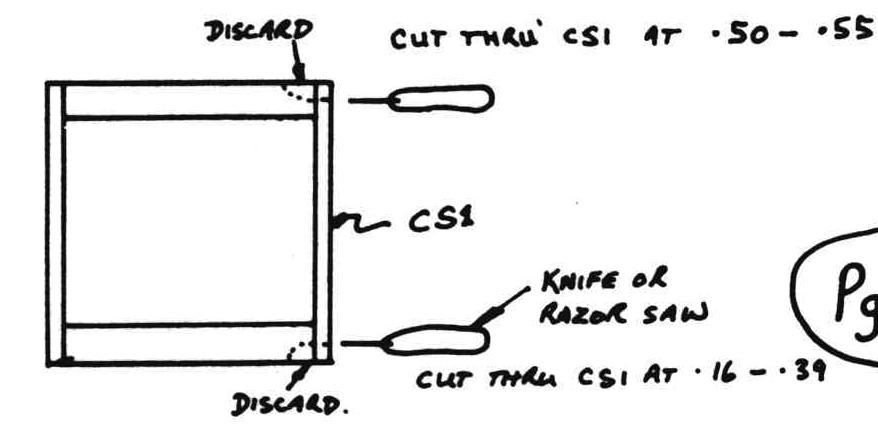 DISCARD
CUT THRU' CS1 AT .50 - .55
CS1
KNIFE OR
RAZOR SAW
Pg
CUT THRU CS1 AT .16 - .39
DISCARD.